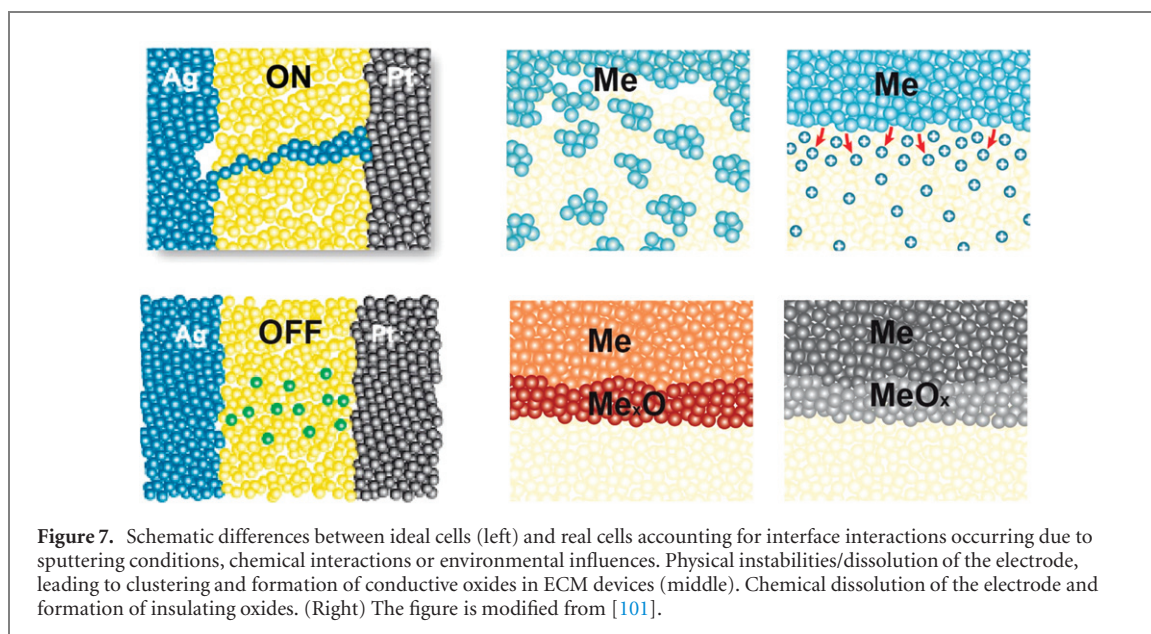 Ag ON Pt
Me
Me
Ag OFF Pt
Me
MeₓO
Me
MeOₓ
Figure 7. Schematic differences between ideal cells (left) and real cells accounting for interface interactions occurring due to
sputtering conditions, chemical interactions or environmental influences. Physical instabilities/dissolution of the electrode,
leading to clustering and formation of conductive oxides in ECM devices (middle). Chemical dissolution of the electrode and
formation of insulating oxides. (Right) The figure is modified from [101].